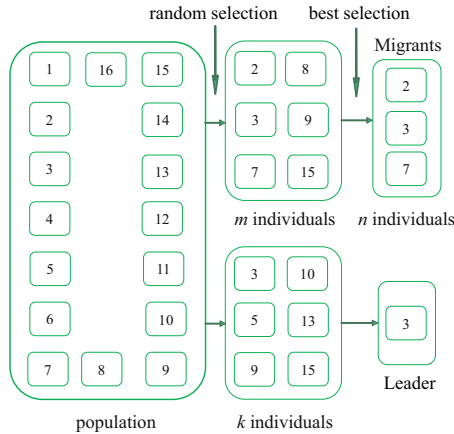 random selection
best selection
Migrants
1 16 15
2 8
2
2 14
3 9
3
3 13
7 15
7
4 12
m individuals
n individuals
5 11
3 10
6 10
5 13
3
7 8 9
9 15
Leader
population
k individuals